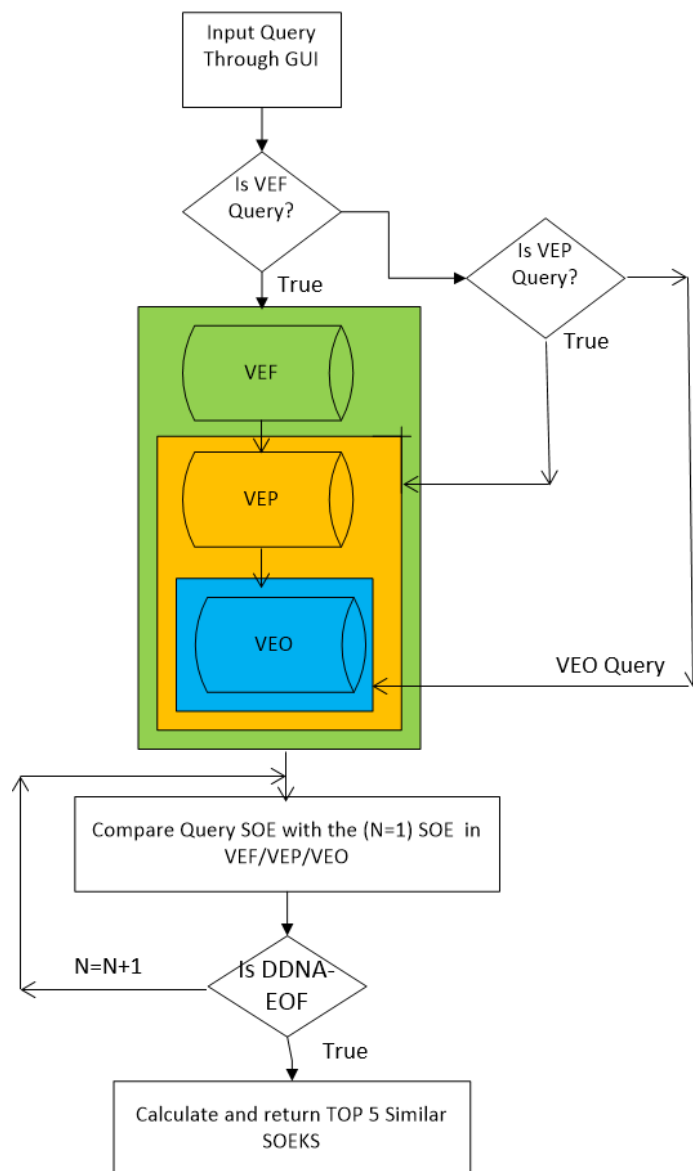 Input Query
Through GUI
Is VEF
Query?
Is VEP
Query?
True
True
VEF
VEP
VEO
VEO Query
Compare Query SOE with the (N=1) SOE in
VEF/VEP/VEO
N=N+1
Is DDNA-
EOF
True
Calculate and return TOP 5 Similar
SOEKS